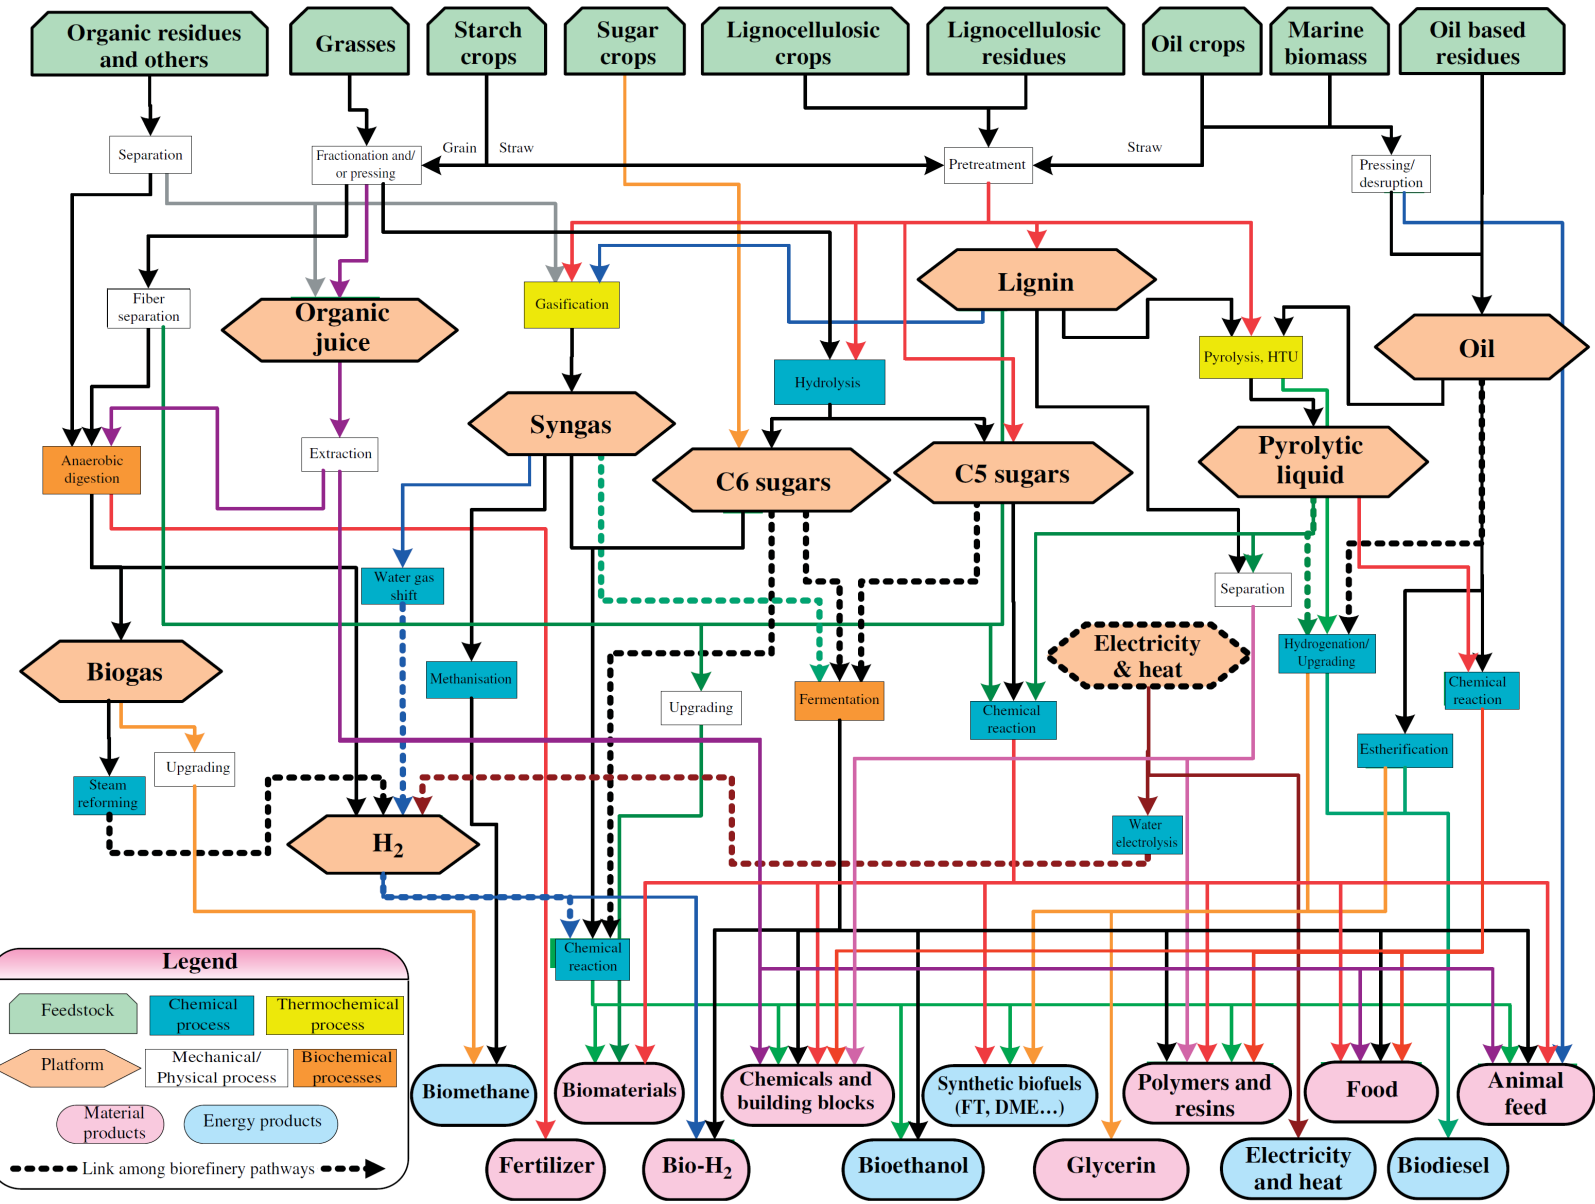 Organic residues
and others
Grasses
Starch
crops
Sugar
crops
Lignocellulosic
crops
Lignocellulosic
residues
Oil crops
Marine
biomass
Oil based
residues
Separation
Fractionation and/
or pressing
Grain
Straw
Pretreatment
Straw
Pressing/
desruption
Fiber
separation
Organic
juice
Gasification
Lignin
Pyrolysis, HTU
Oil
Hydrolysis
Syngas
Extraction
Anaerobic
digestion
C6 sugars
C5 sugars
Pyrolytic
liquid
Water gas
shift
Separation
Biogas
Methanisation
Upgrading
Fermentation
Chemical
reaction
Electricity
& heat
Hydrogenation/
Upgrading
Chemical
reaction
Estherification
Upgrading
Steam
reforming
H2
Water
electrolysis
Chemical
reaction
Legend
Feedstock
Chemical
process
Thermochemical
process
Platform
Mechanical/
Physical process
Biochemical
processes
Material
products
Energy products
Link among biorefinery pathways
Biomethane
Biomaterials
Chemicals and
building blocks
Synthetic biofuels
(FT, DME…)
Polymers and
resins
Food
Animal
feed
Fertilizer
Bio-H2
Bioethanol
Glycerin
Electricity
and heat
Biodiesel